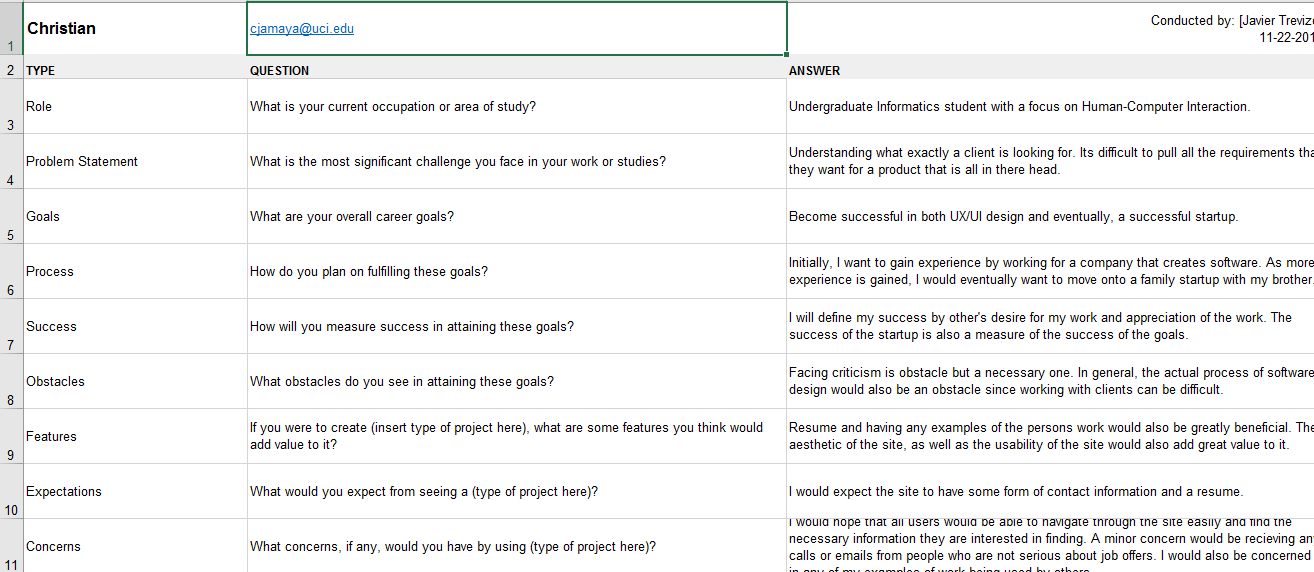 Christian cjamaya@uci.edu Conducted by: [Javier
11-22-201
1
2 TYPE QUESTION ANSWER
Role What is your current occupation or area of study? Undergraduate Informatics student with a focus on Human-Computer Interaction.
3
Problem Statement What is the most significant challenge you face in your work or studies? Understanding what exactly a client is looking for. Its difficult to pull all the requirements
they want for a product that is all in there head.
4
Goals What are your overall career goals? Become successful in both UX/UI design and eventually, a successful startup.
5
Process How do you plan on fulfilling these goals? Initially, I want to gain experience by working for a company that creates software. As more
experience is gained, I would eventually want to move onto a family startup with my brother.
6
Success How will you measure success in attaining these goals? I will define my success by other's desire for my work and appreciation of the work. The
success of the startup is also a measure of the success of the goals.
7
Obstacles What obstacles do you see in attaining these goals? Facing criticism is obstacle but a necessary one. In general, the actual process of software
design would also be an obstacle since working with clients can be difficult.
8
Features If you were to create (insert type of project here), what are some features you think would
add value to it? Resume and having any examples of the persons work would also be greatly beneficial. The
aesthetic of the site, as well as the usability of the site would also add great value to it.
9
Expectations What would you expect from seeing a (type of project here)? I would expect the site to have some form of contact information and a resume.
10
Concerns What concerns, if any, would you have by using (type of project here)? I would hope that all users would be able to navigate through the site easily and find the
necessary information they are interested in finding. A minor concern would be recieving
calls or emails from people who are not serious about job offers. I would also be concerned
in any of my examples of work being used by others
11